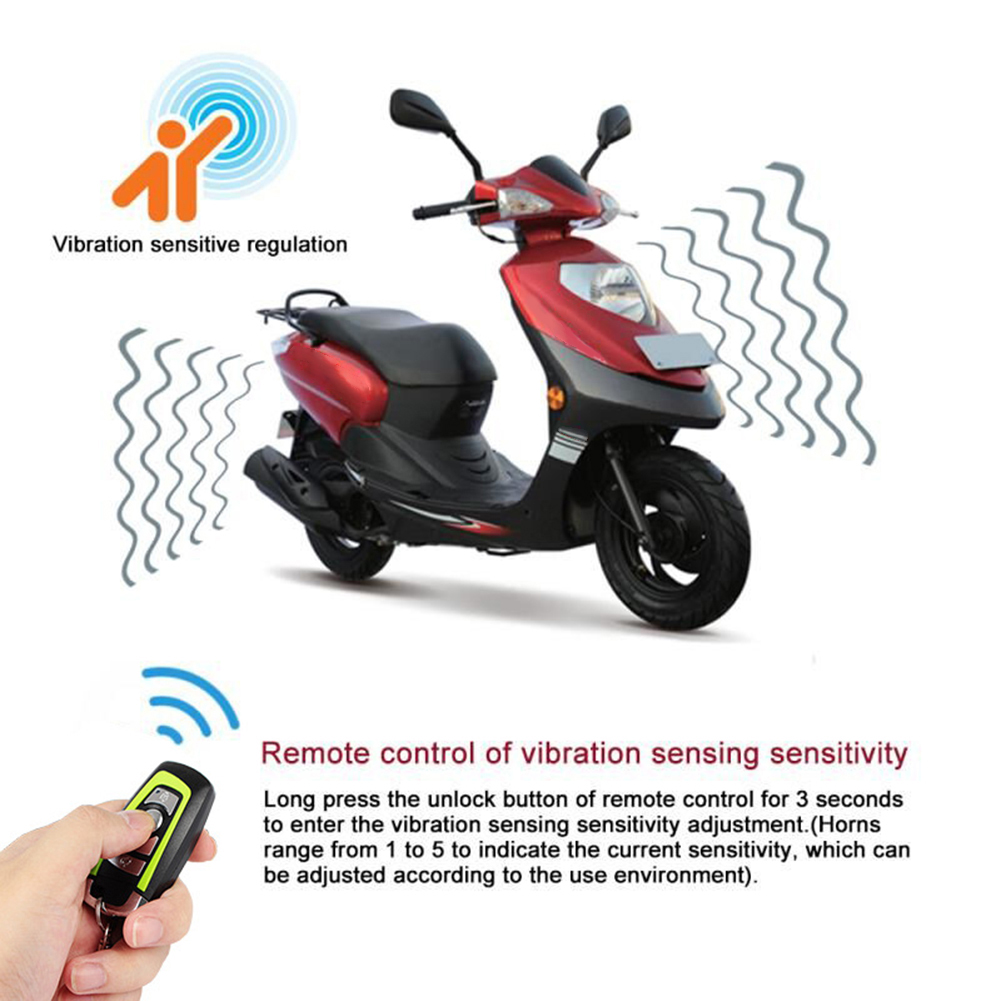 Vibration sensitive regulation
Remote control of vibration sensing sensitivity
Long press the unlock button of remote control for 3 seconds
to enter the vibration sensing sensitivity adjustment.(Horns
range from 1 to 5 to indicate the current sensitivity, which can
be adjusted according to the use environment).